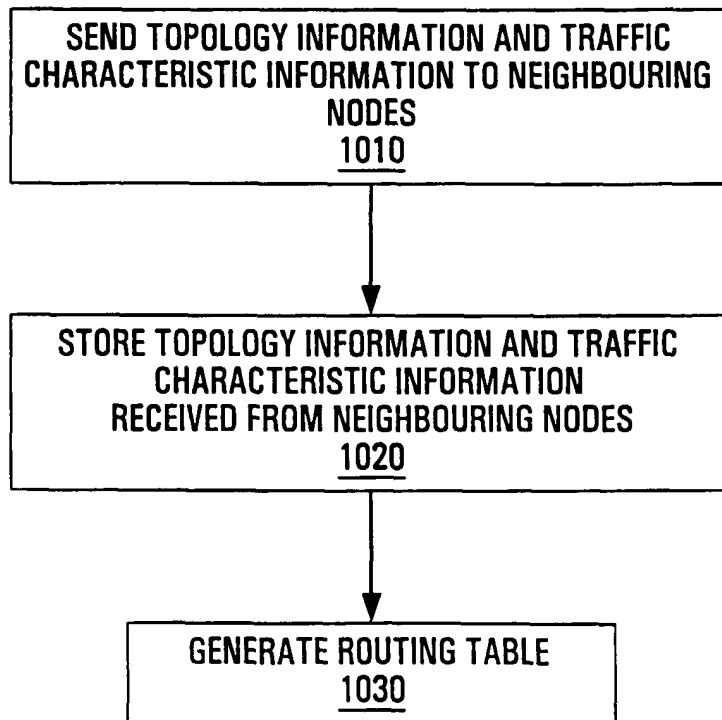 SEND TOPOLOGY INFORMATION AND TRAFFIC
CHARACTERISTIC INFORMATION TO NEIGHBOURING
NODES
1010
STORE TOPOLOGY INFORMATION AND TRAFFIC
CHARACTERISTIC INFORMATION
RECEIVED FROM NEIGHBOURING NODES
1020
GENERATE ROUTING TABLE
1030